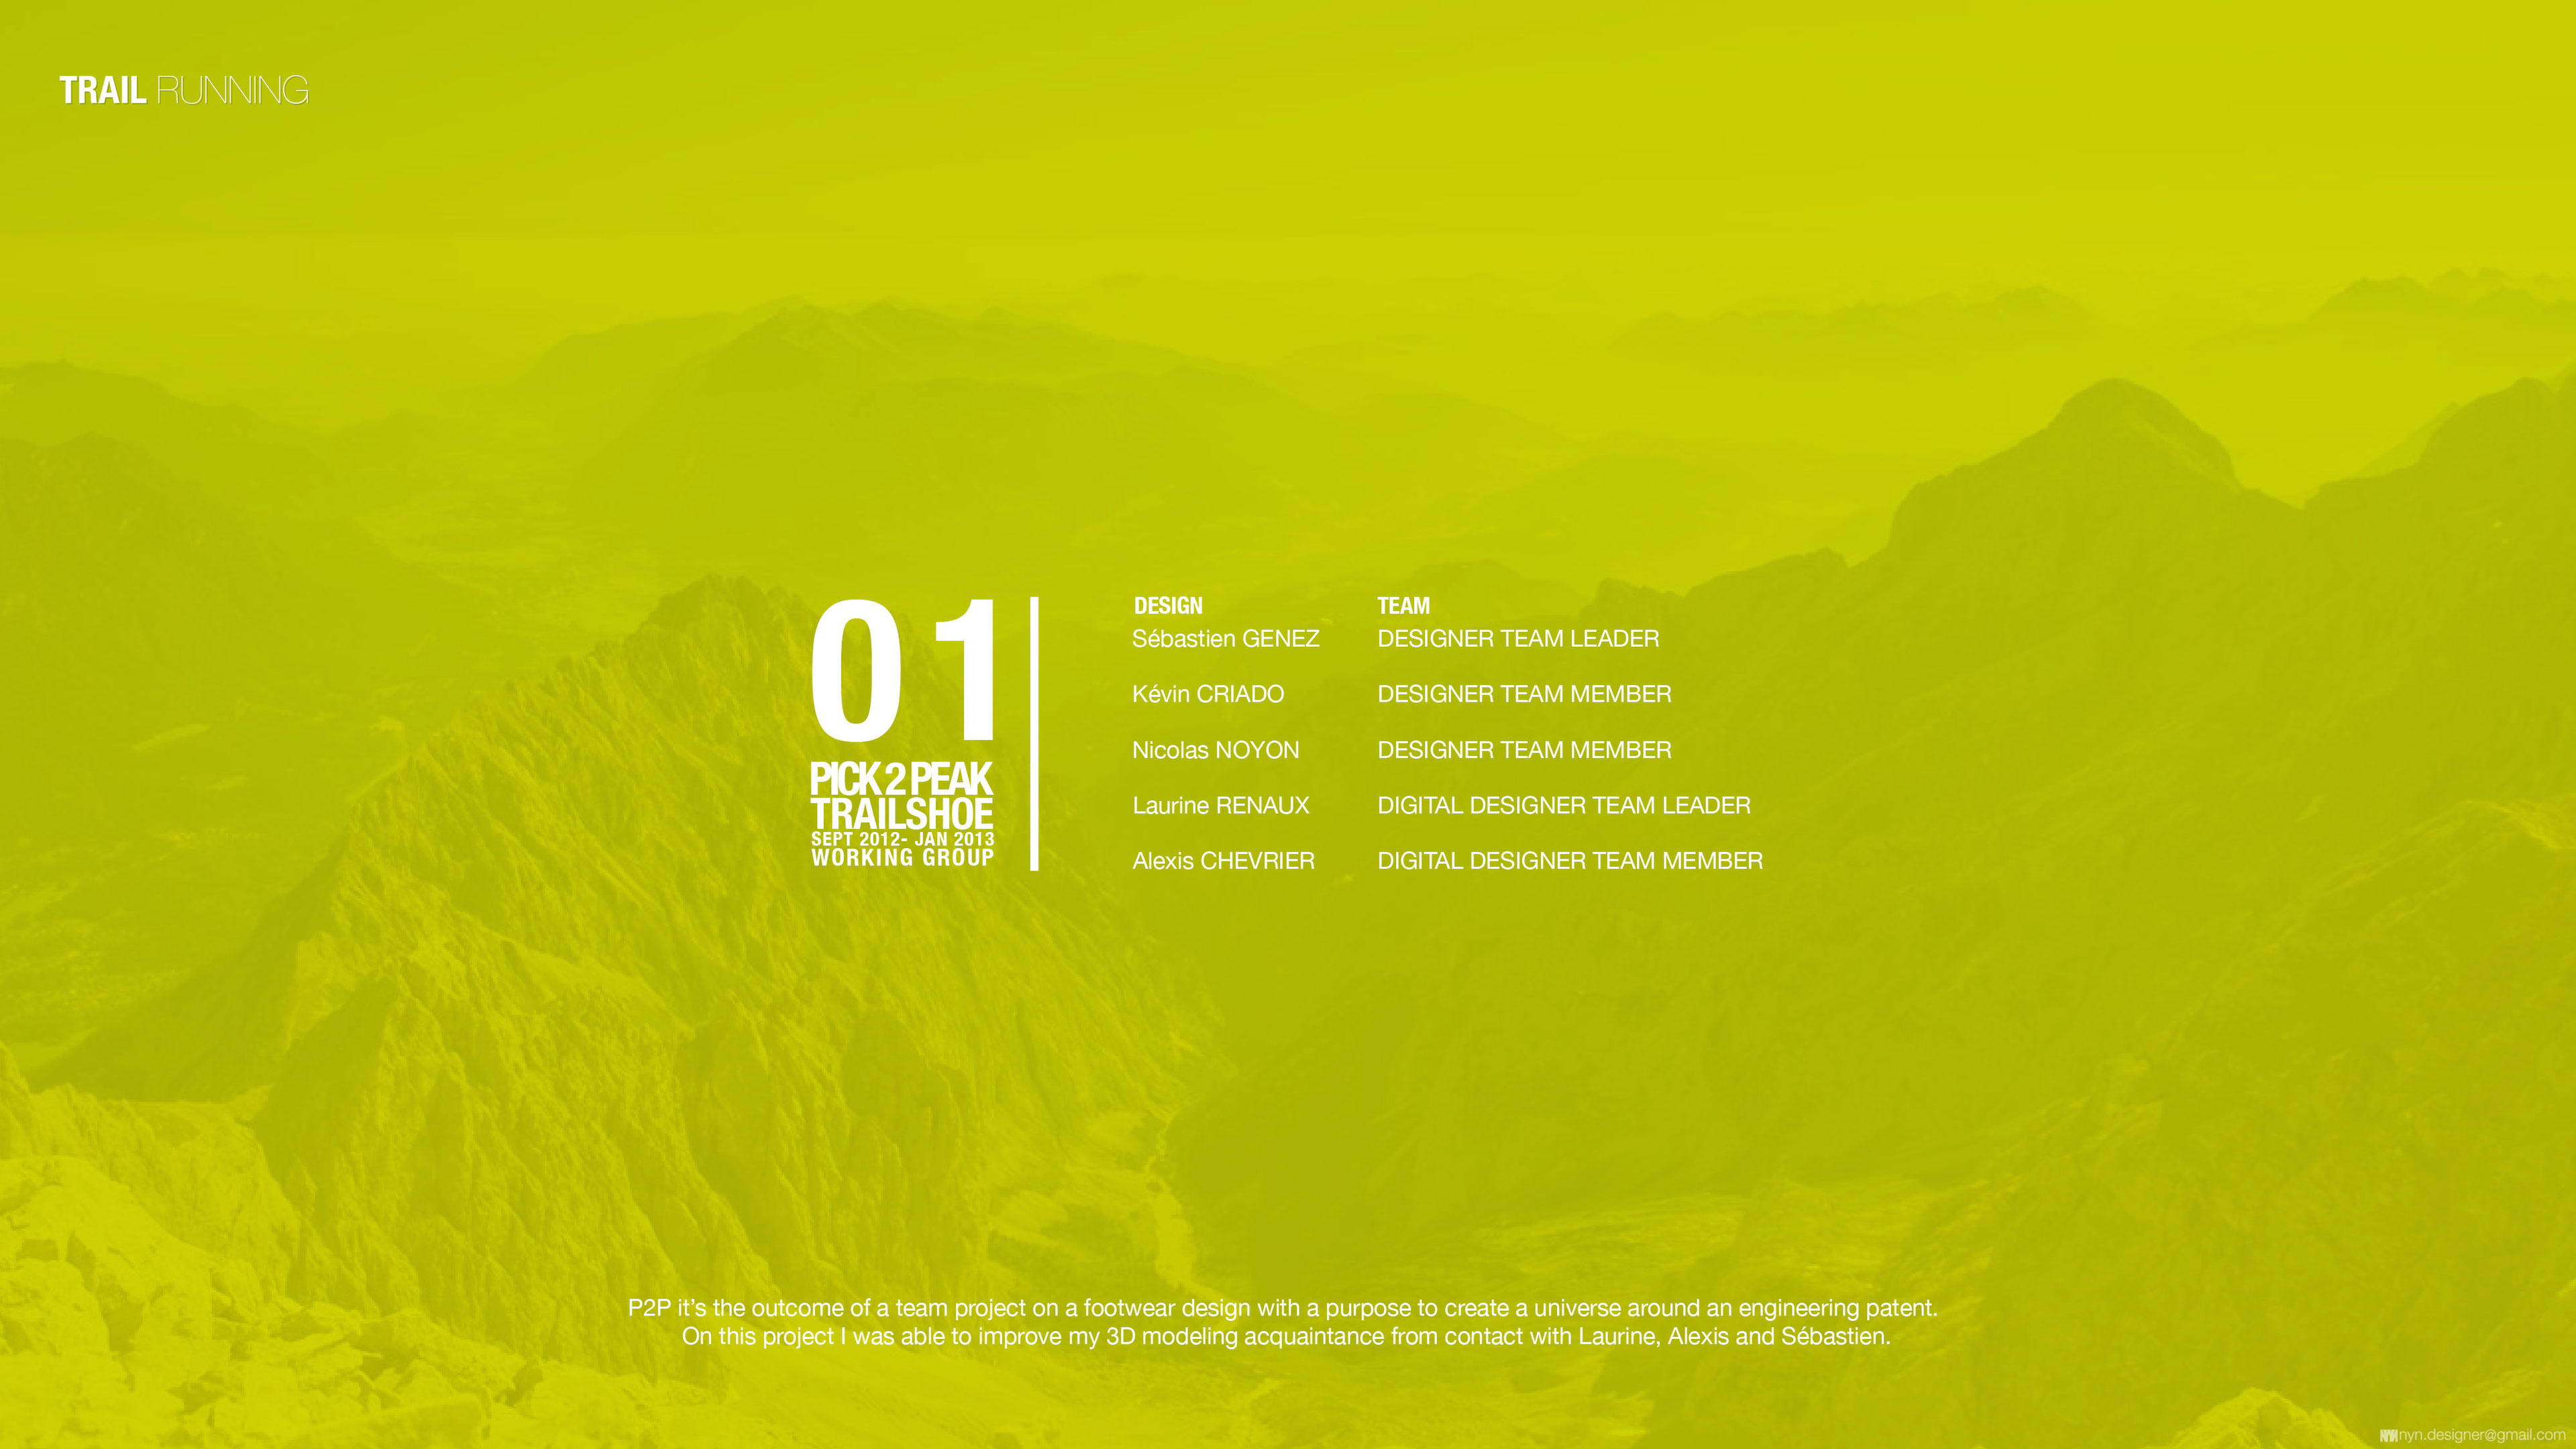 TRAIL RUNNING
01
PICK2PEAK
TRAILSHOE
SEPT 2012- JAN 2013
WORKING GROUP
DESIGN TEAM
Sébastien GENEZ DESIGNER TEAM LEADER
Kévin CRIADO DESIGNER TEAM MEMBER
Nicolas NOYON DESIGNER TEAM MEMBER
Laurine RENAUX DIGITAL DESIGNER TEAM LEADER
Alexis CHEVRIER DIGITAL DESIGNER TEAM MEMBER
P2P it's the outcome of a team project on a footwear design with a purpose to create a universe around an engineering patent.
On this project I was able to improve my 3D modeling acquaintance from contact with Laurine, Alexis and Sébastien.
nyn.designer@gmail.com